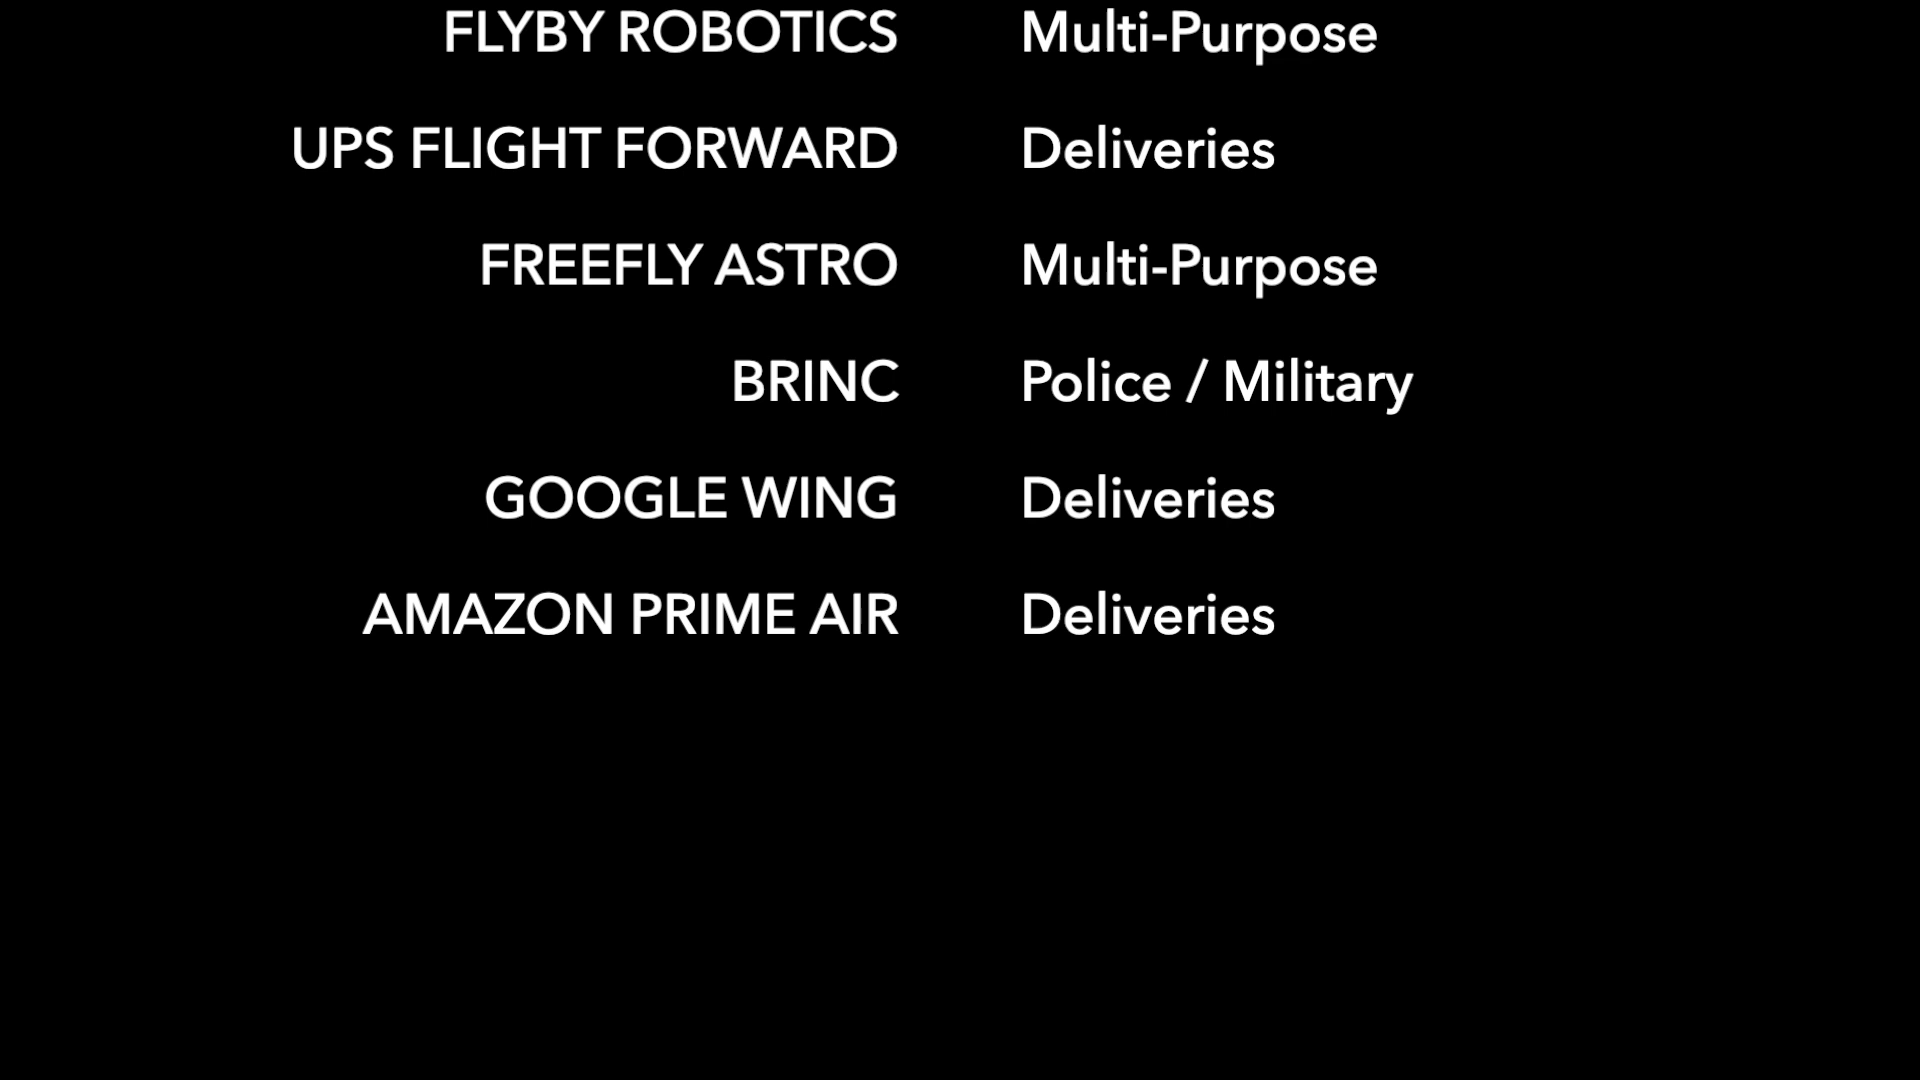 FLYBY ROBOTICS Multi-Purpose
UPS FLIGHT FORWARD Deliveries
FREEFLY ASTRO Multi-Purpose
BRINC Police / Military
GOOGLE WING Deliveries
AMAZON PRIME AIR Deliveries